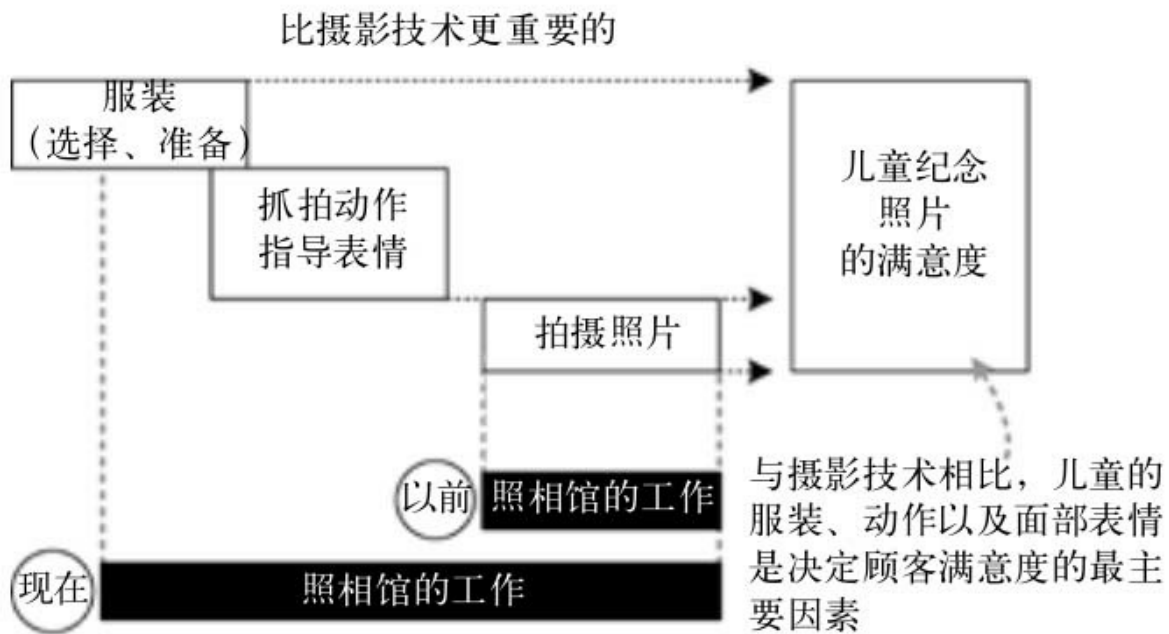 比摄影技术更重要的
服装
（选择、准备）
抓拍动作
指导表情
拍摄照片
儿童纪念
照片
的满意度
以前
照相馆的工作
现在
照相馆的工作
与摄影技术相比，儿童的
服装、动作以及面部表情
是决定顾客满意度的最主
要因素